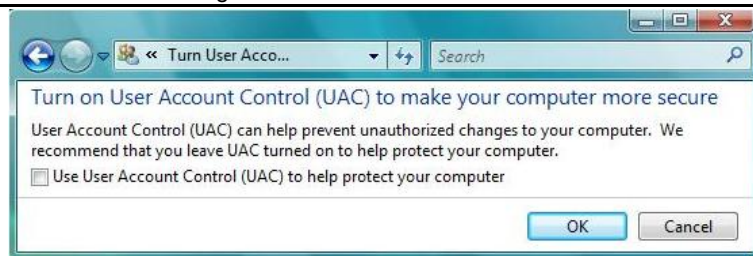 « Turn User Acco...
Search
Turn on User Account Control (UAC) to make your computer more secure
User Account Control (UAC) can help prevent unauthorized changes to your computer. We
recommend that you leave UAC turned on to help protect your computer.
Use User Account Control (UAC) to help protect your computer
OK Cancel